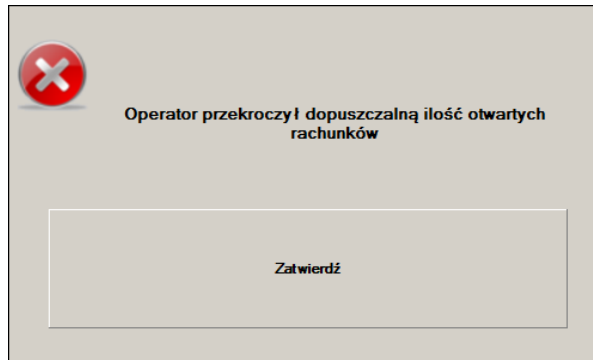 Operator przekroczył dopuszczalną ilość otwartych
rachunków
Zatwierdź